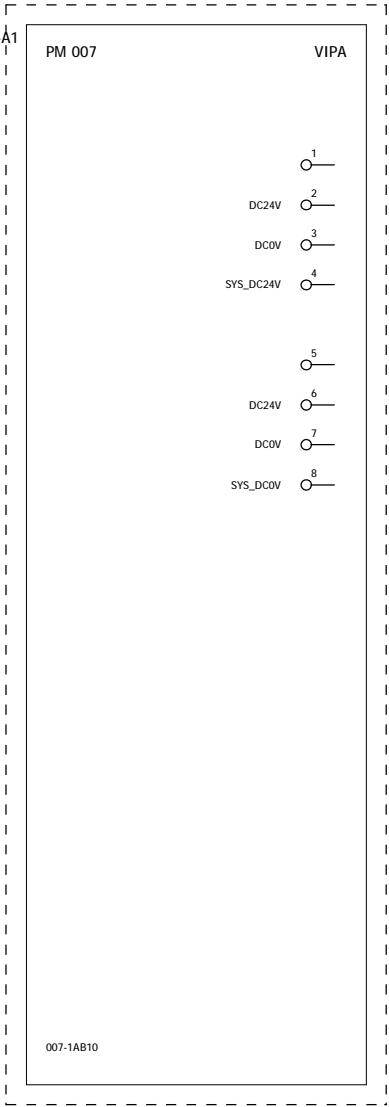 A1
PM 007 VIPA
1
DC24V 2
DC0V 3
SYS_DC24V 4
5
DC24V 6
DC0V 7
SYS_DC0V 8
007-1AB10